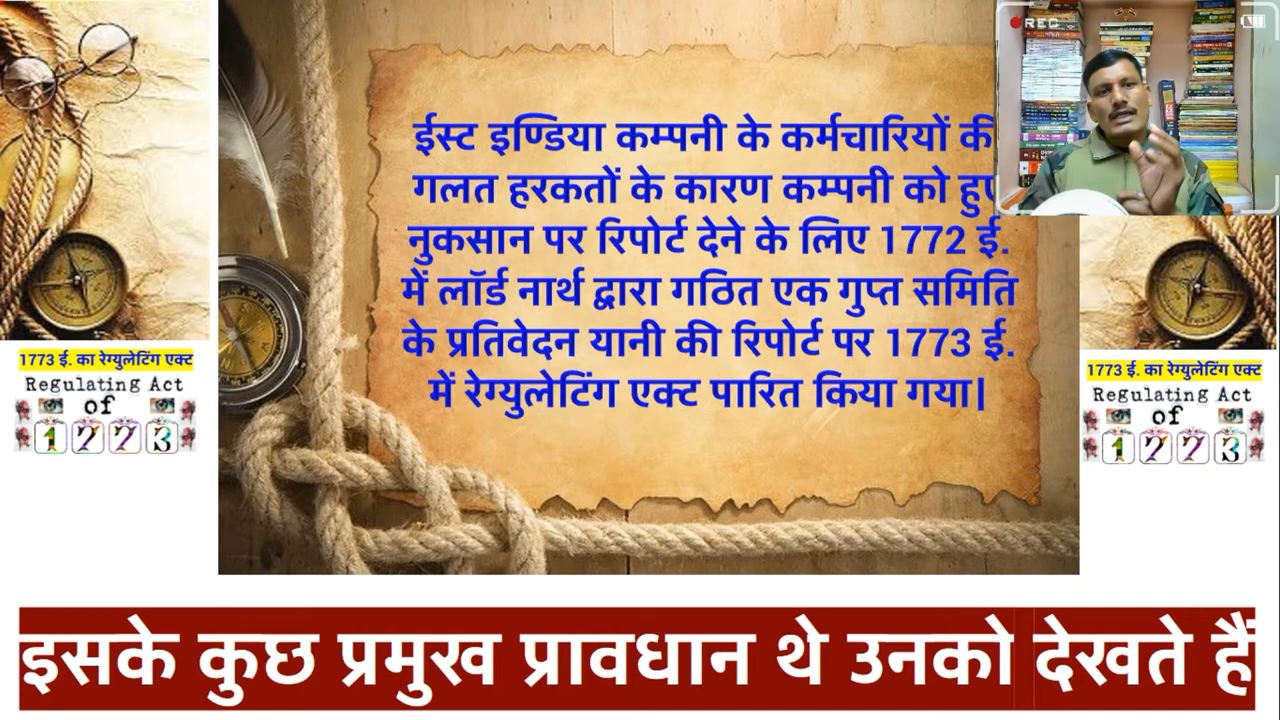 REC
ईस्ट इण्डिया कम्पनी के कर्मचारियों की
गलत हरकतों के कारण कम्पनी को
नुकसान पर रिपोर्ट देने के लिए 1772 ई.
में लॉर्ड नार्थ द्वारा गठित एक गुप्त समिति
के प्रतिवेदन यानी की रिपोर्ट पर 1773 ई.
में रेग्युलेटिंग एक्ट पारित किया गया।
1773 ई. का रेग्युलेटिंग एक्ट
Regulating Act
of
1773
1773 ई. का रेग्युलेटिंग एक्ट
Regulating Act
of
1773
इसके कुछ प्रमुख प्रावधान थे उनको देखते हैं